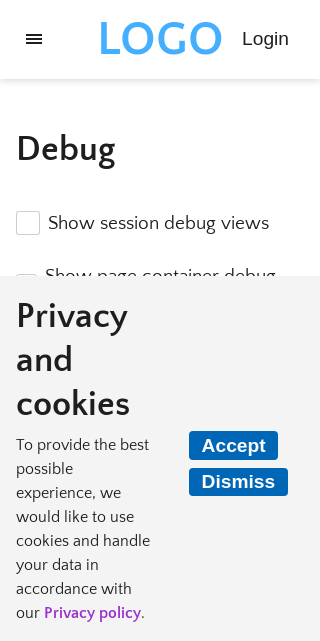 LOGO
Login
Debug
Show session debug views
Show page container debug
Privacy
and
cookies
To provide the best
possible
experience, we
would like to use
cookies and handle
your data in
accordance with
our Privacy policy.
Accept
Dismiss